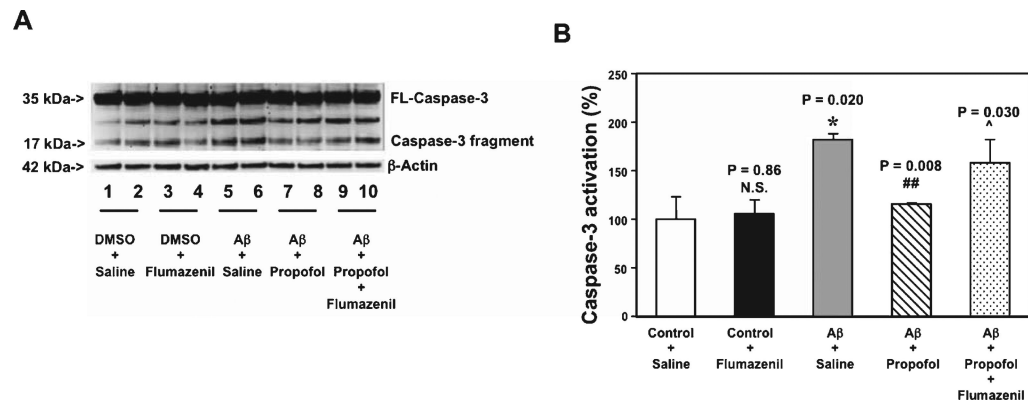 A
35 kDa->
FL-Caspase-3
17 kDa->
Caspase-3 fragment
42 kDa->
β-Actin
1 2 3 4 5 6 7 8 9 10
DMSO
+
Saline
DMSO
+
Flumazenil
Aβ
+
Saline
Aβ
+
Propofol
Aβ
+
Propofol
+
Flumazenil
B
Caspase-3 activation (%)
250
200
150
100
50
0
P = 0.86
N.S.
P = 0.020
*
P = 0.008
##
P = 0.030
^
Control
+
Saline
Control
+
Flumazenil
Aβ
+
Saline
Aβ
+
Propofol
Aβ
+
Propofol
+
Flumazenil